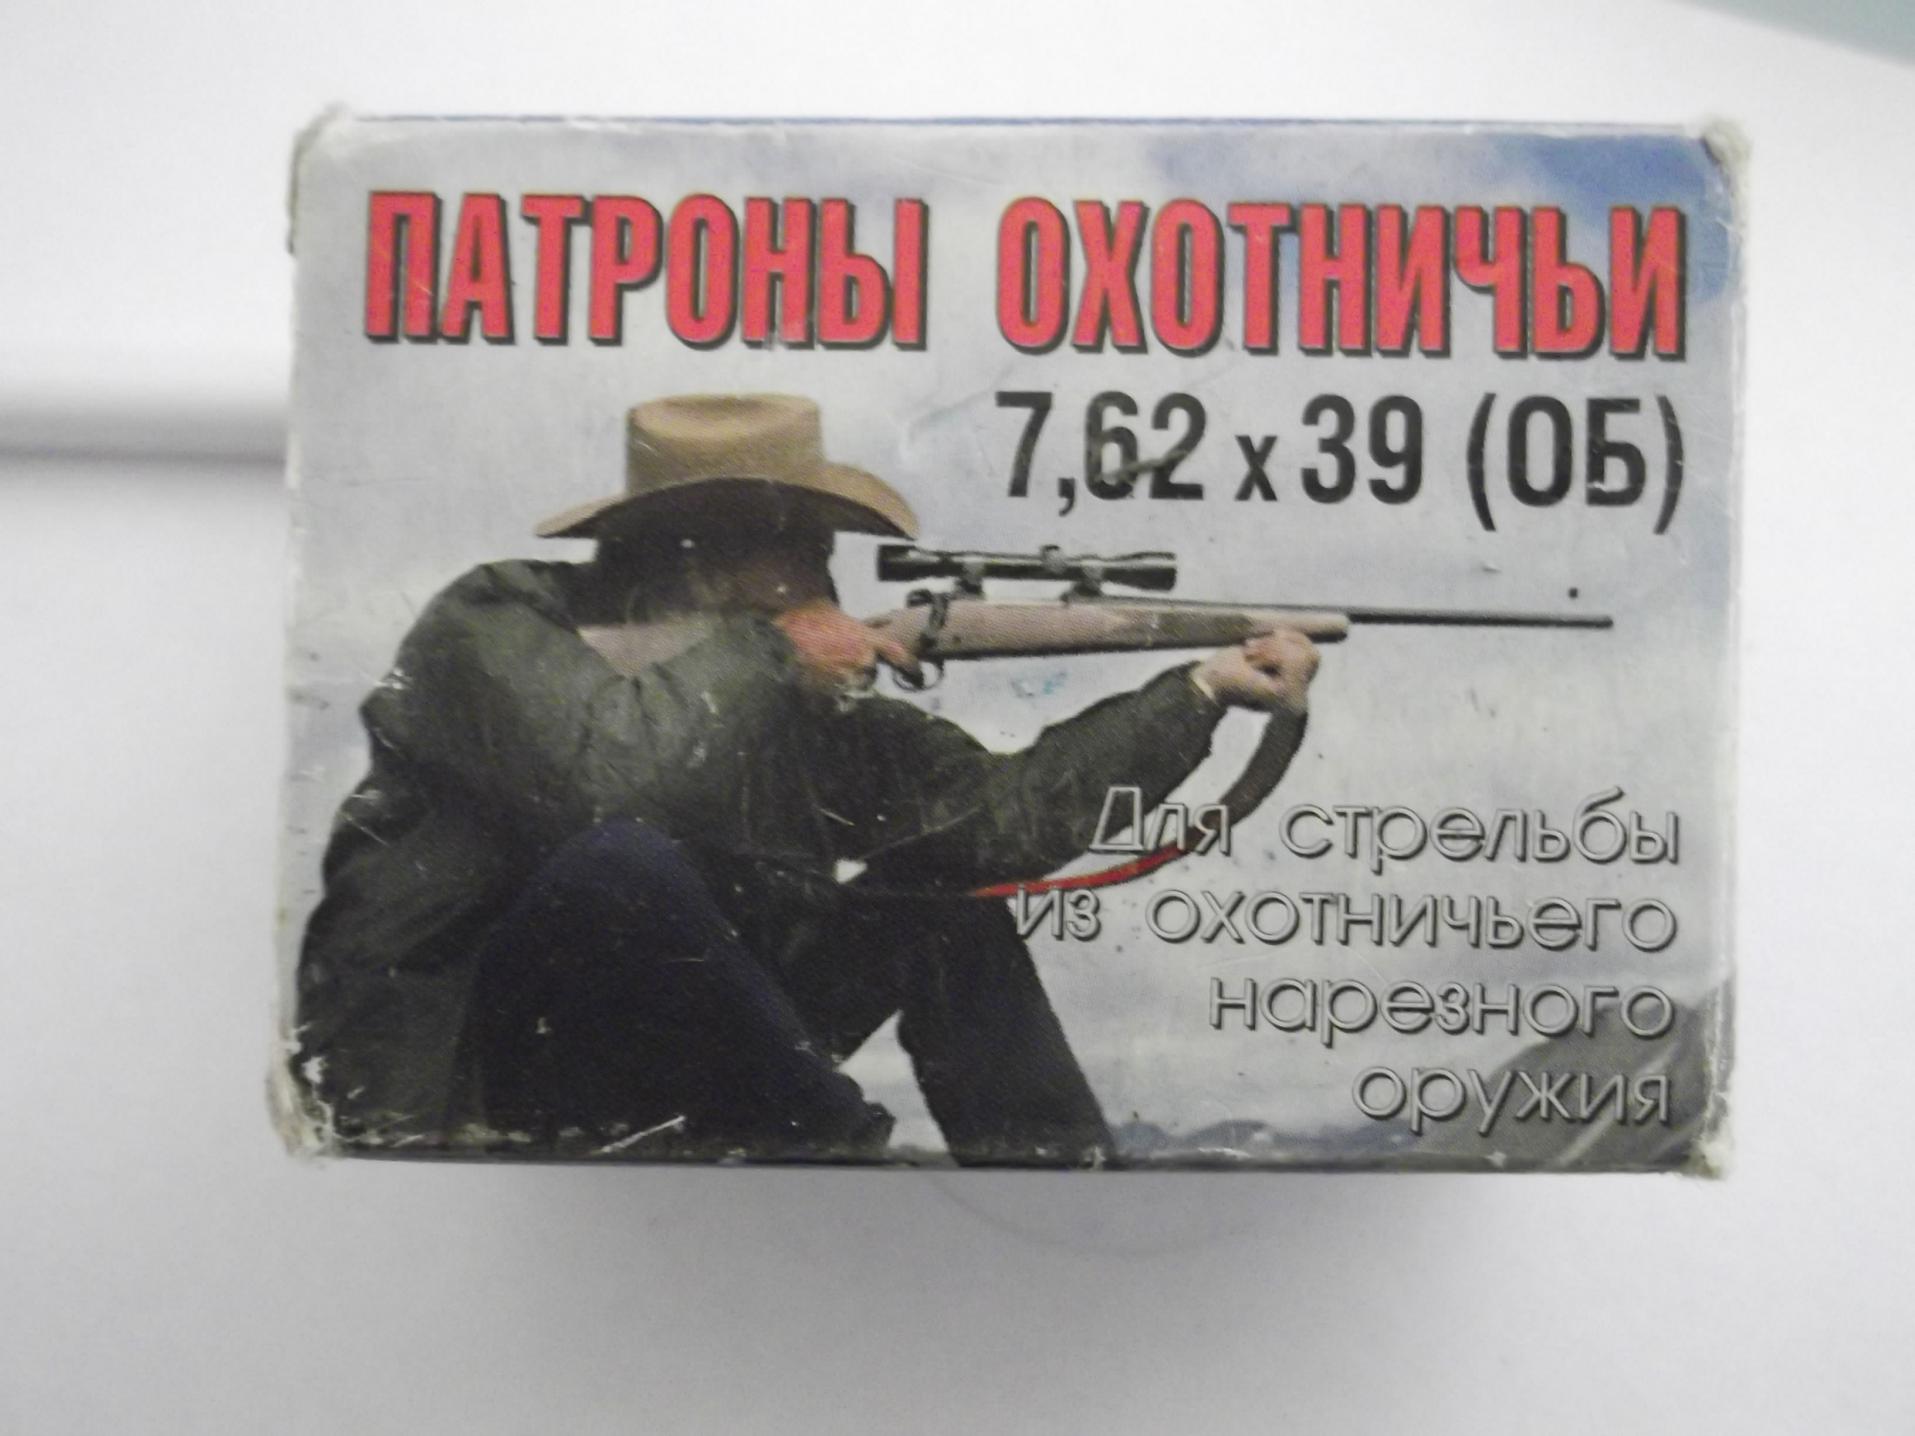 ПАТРОНЫ ОХОТНИЧЬИ
7,62 х 39 (ОБ)
Для стрельбы
из охотничьего
нарезного
оружия